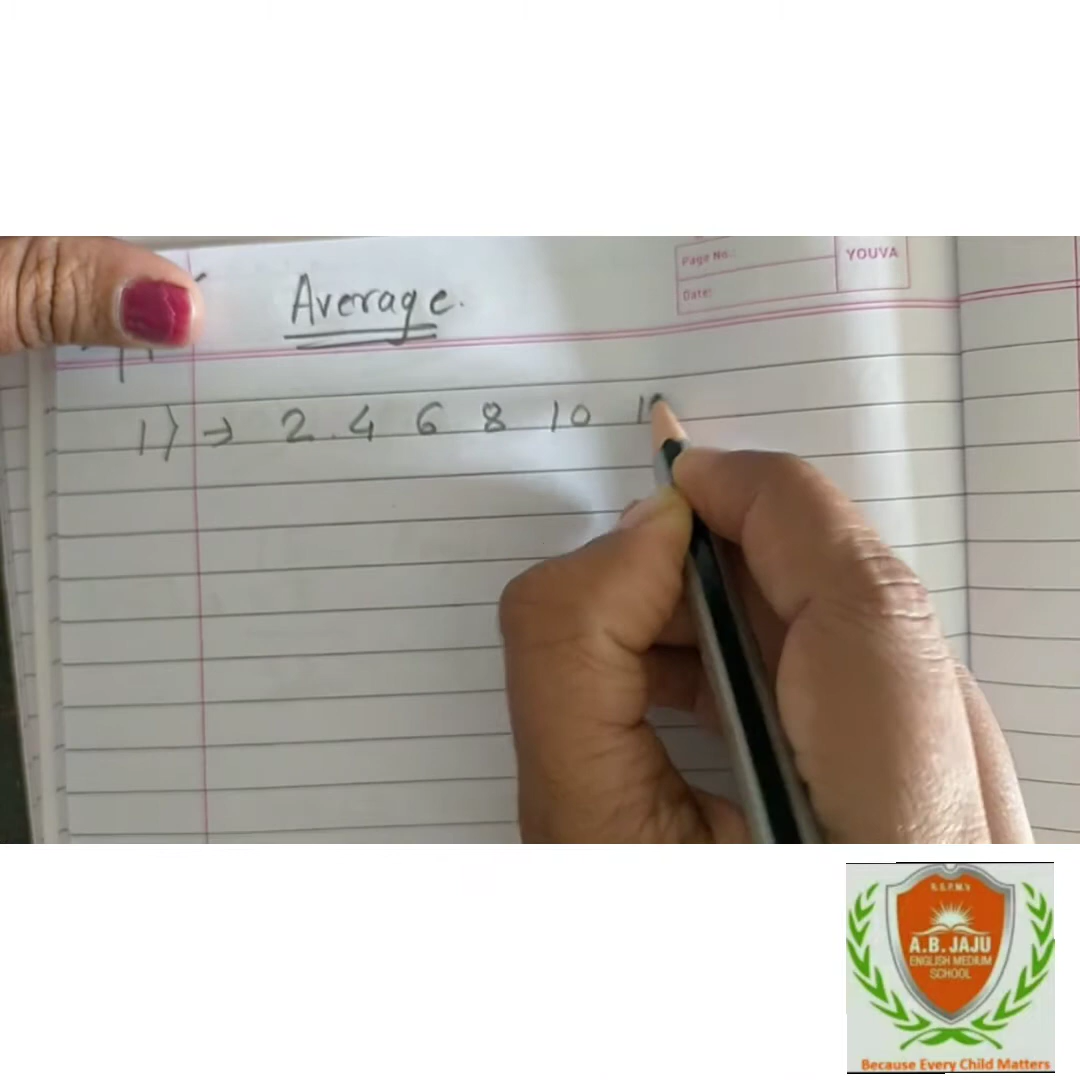 Average.
Page No.:
YOUVA
Date:
1) → 2 . 4 6 8 10
S.S.P.M.'s
A.B. JAJU
ENGLISH MEDIUM
SCHOOL
Because Every Child Matters